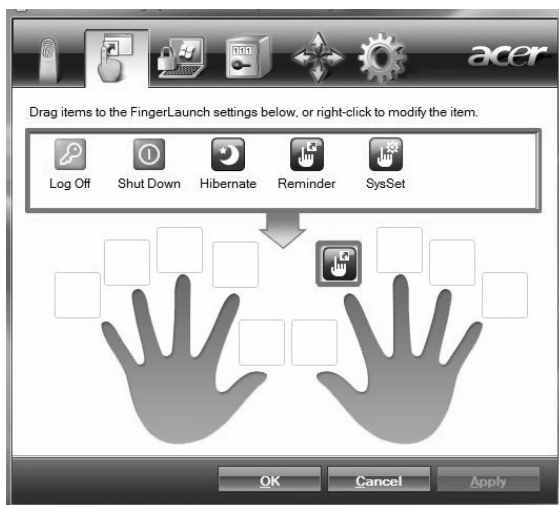 acer
Drag items to the FingerLaunch settings below, or right-click to modify the item.
Log Off Shut Down Hibernate Reminder SysSet
OK Cancel Apply